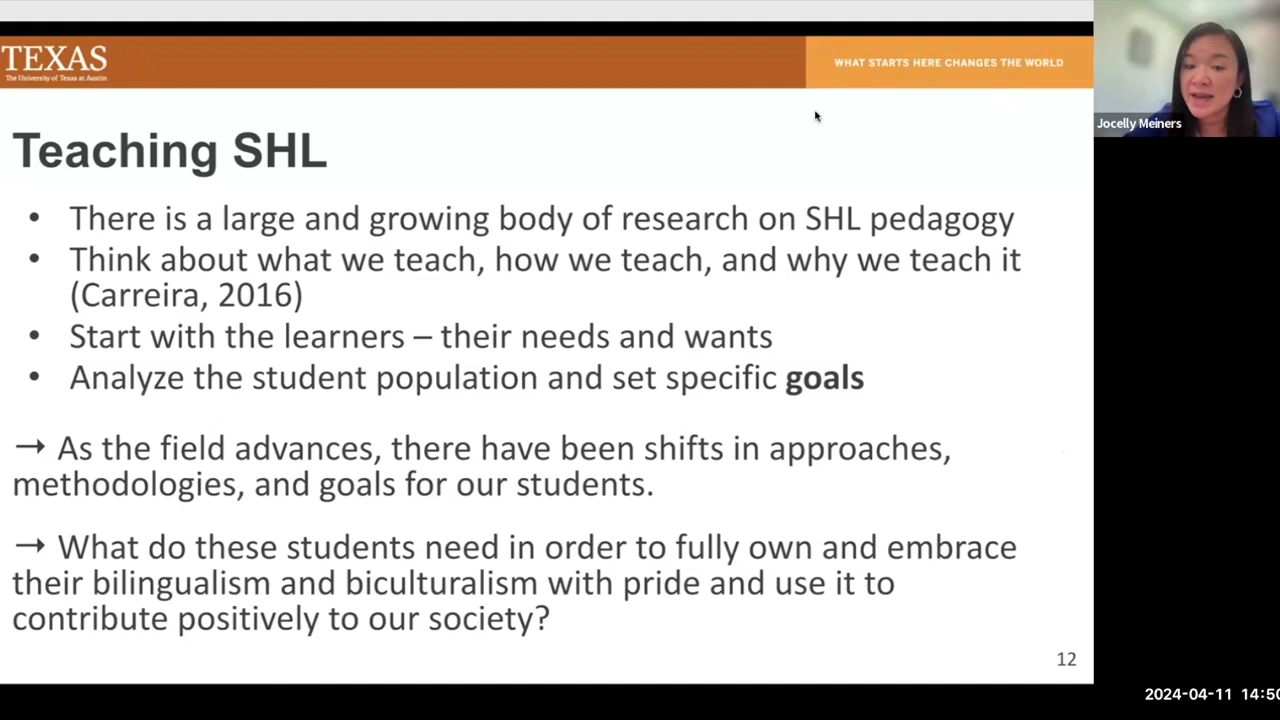 TEXAS
The University of Texas at Austin
WHAT STARTS HERE CHANGES THE WORLD
Jocelly Meiners
Teaching SHL
• There is a large and growing body of research on SHL pedagogy
• Think about what we teach, how we teach, and why we teach it
(Carreira, 2016)
• Start with the learners – their needs and wants
• Analyze the student population and set specific goals
→ As the field advances, there have been shifts in approaches,
methodologies, and goals for our students.
→ What do these students need in order to fully own and embrace
their bilingualism and biculturalism with pride and use it to
contribute positively to our society?
12
2024-04-11 14:50